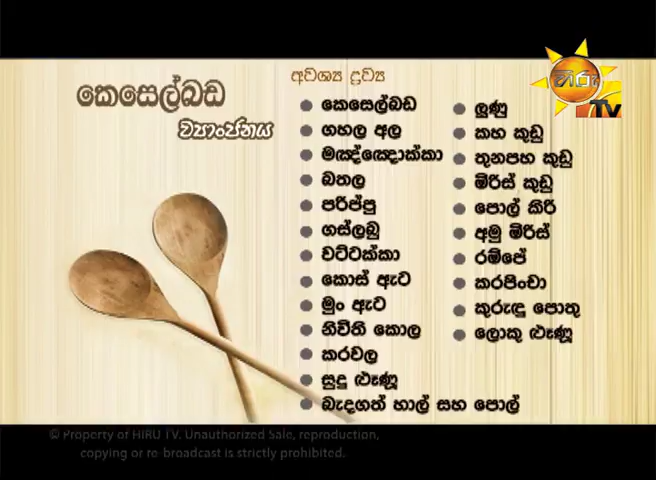 කෙසෙල්බඩ
ව්‍යාංජනය
අවශ්‍ය ද්‍රව්‍ය
කෙසෙල්බඩ
ගහල අල
මඤ්ඤොක්කා
බතල
පරිප්පු
ගස්ලබු
වට්ටක්කා
කොස් ඇට
මුං ඇට
නිවිති කොල
කරවල
සුදු ළූණූ
බැදගත් හාල් සහ පොල්
ලුණු
කහ කුඩු
තුනපහ කුඩු
මිරිස් කුඩු
පොල් කිරි
අමු මිරිස්
රම්පේ
කරපිංචා
කුරුඳු පොතු
ලොකු ළූණූ
හිරු
TV
© Property of HIRU TV. Unauthorized Sale, reproduction,
copying or re-broadcast is strictly prohibited.